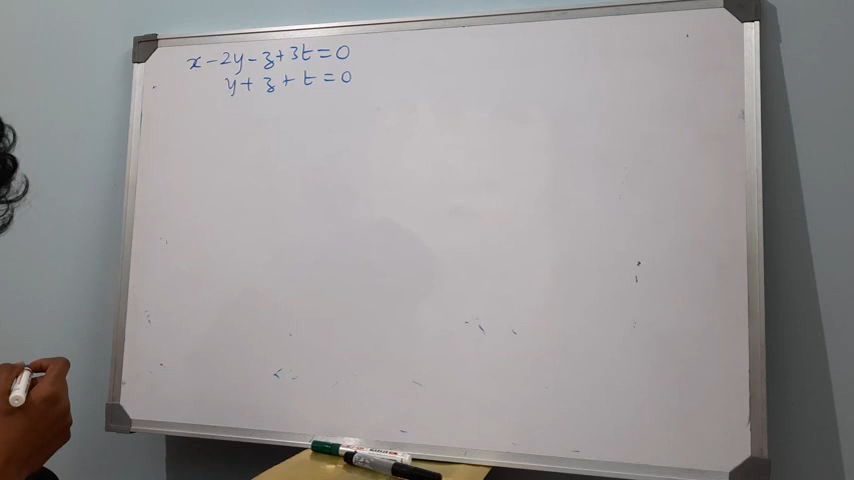 x - 2y - z + 3t = 0
y + z + t = 0